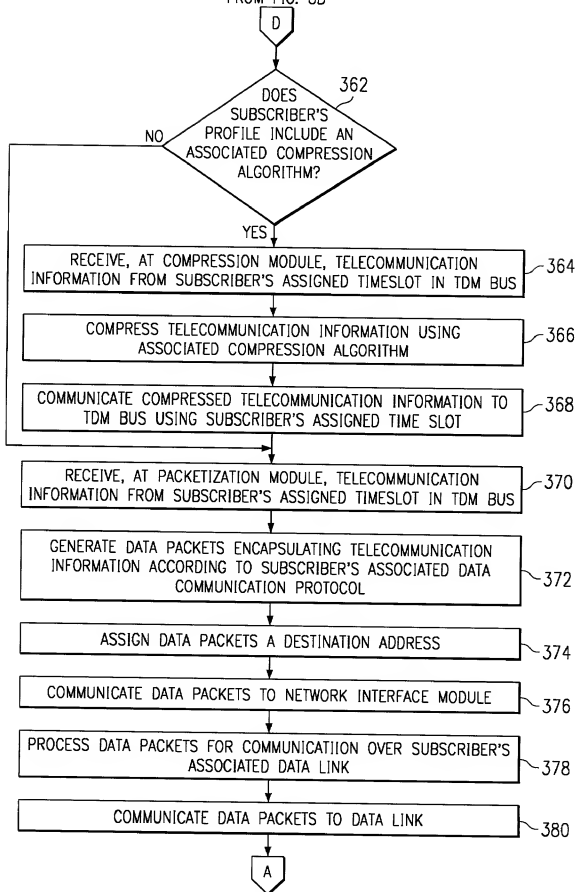 FROM FIG. 3B
D
362
DOES
SUBSCRIBER'S
PROFILE INCLUDE AN
ASSOCIATED COMPRESSION
ALGORITHM?
NO
YES
RECEIVE, AT COMPRESSION MODULE, TELECOMMUNICATION
INFORMATION FROM SUBSCRIBER'S ASSIGNED TIMESLOT IN TDM BUS
364
COMPRESS TELECOMMUNICATION INFORMATION USING
ASSOCIATED COMPRESSION ALGORITHM
366
COMMUNICATE COMPRESSED TELECOMMUNICATION INFORMATION TO
TDM BUS USING SUBSCRIBER'S ASSIGNED TIME SLOT
368
RECEIVE, AT PACKETIZATION MODULE, TELECOMMUNICATION
INFORMATION FROM SUBSCRIBER'S ASSIGNED TIMESLOT IN TDM BUS
370
GENERATE DATA PACKETS ENCAPSULATING TELECOMMUNICATION
INFORMATION ACCORDING TO SUBSCRIBER'S ASSOCIATED DATA
COMMUNICATION PROTOCOL
372
ASSIGN DATA PACKETS A DESTINATION ADDRESS
374
COMMUNICATE DATA PACKETS TO NETWORK INTERFACE MODULE
376
PROCESS DATA PACKETS FOR COMMUNICATIION OVER SUBSCRIBER'S
ASSOCIATED DATA LINK
378
COMMUNICATE DATA PACKETS TO DATA LINK
380
A